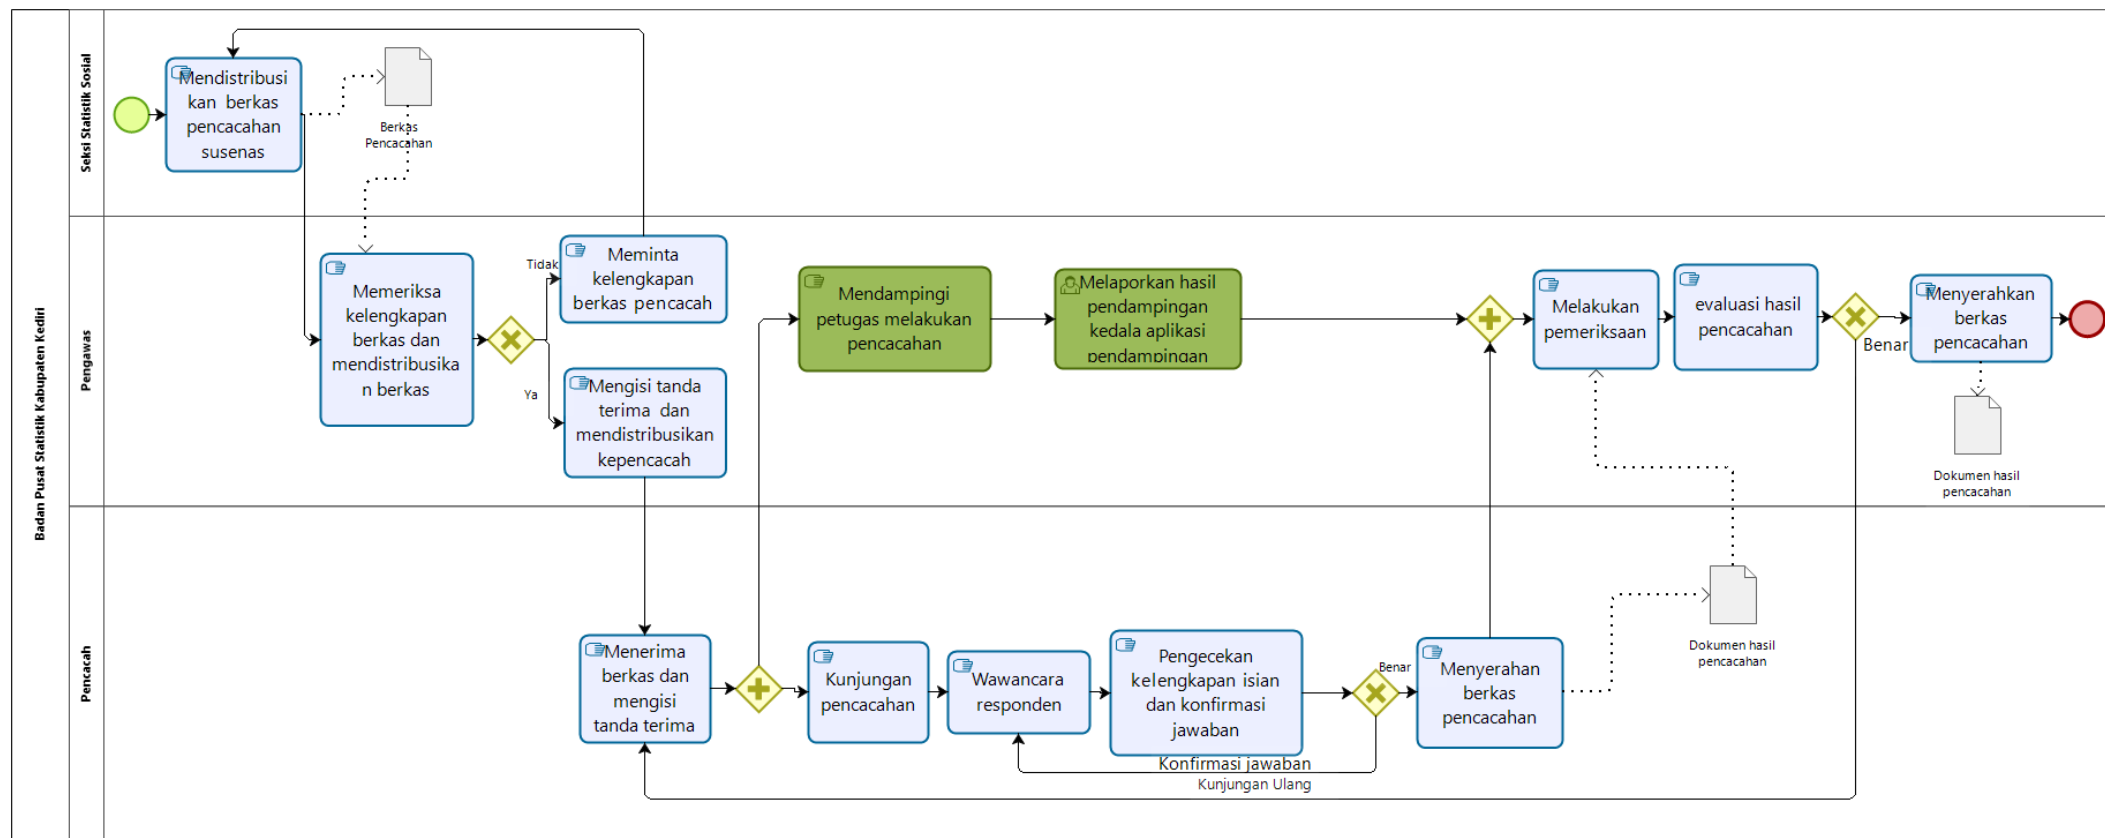 Badan Pusat Statistik Kabupaten Kediri
Seksi Statistik Sosial
Mendistribusi
kan berkas
pencacahan
susenas
Berkas
Pencacahan
Pengawas
Memeriksa
kelengkapan
berkas dan
mendistribusika
n berkas
Tidak
Meminta
kelengkapan
berkas pencacah
Ya
Mengisi tanda
terima dan
mendistribusikan
kepencacah
Mendampingi
petugas melakukan
pencacahan
Melaporkan hasil
pendampingan
kedala aplikasi
pendampingan
Melakukan
pemeriksaan
evaluasi hasil
pencacahan
Benar
Menyerahkan
berkas
pencacahan
Dokumen hasil
pencacahan
Pencacah
Menerima
berkas dan
mengisi
tanda terima
Kunjungan
pencacahan
Wawancara
responden
Pengecekan
kelengkapan isian
dan konfirmasi
jawaban
Benar
Menyerahan
berkas
pencacahan
Dokumen hasil
pencacahan
Konfirmasi jawaban
Kunjungan Ulang